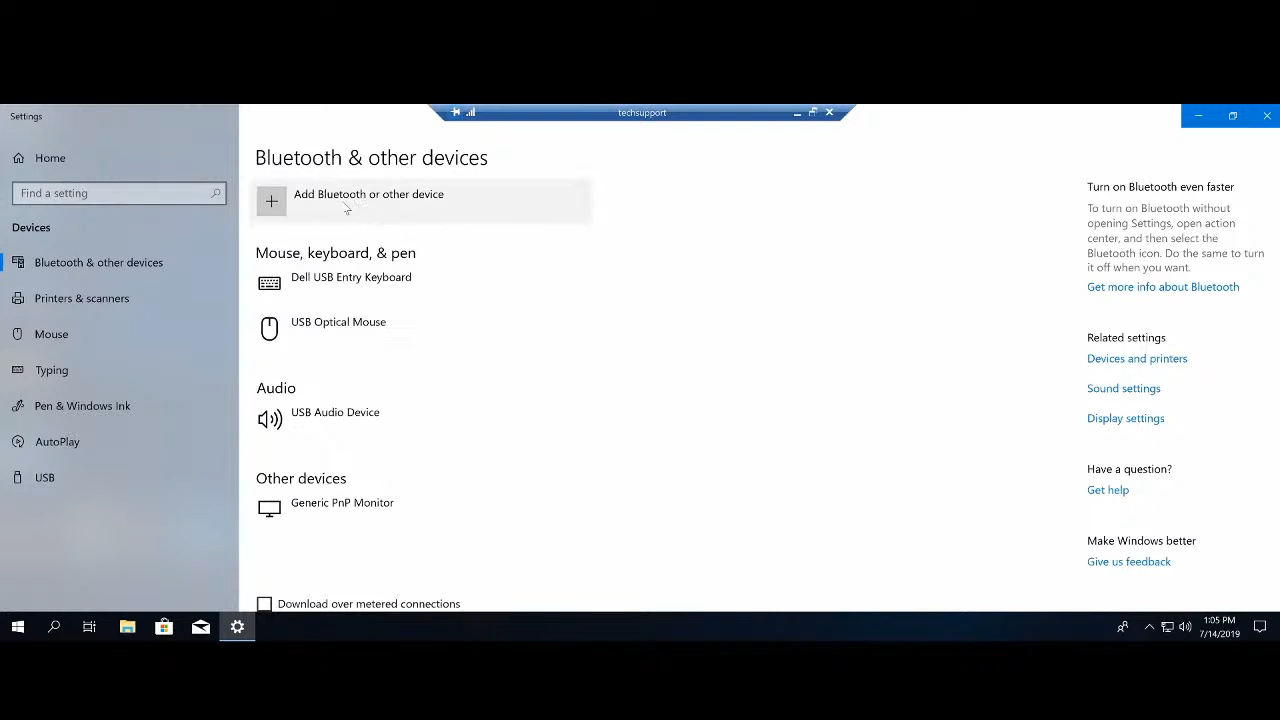 techsupport
Settings
Home
Find a setting
Devices
Bluetooth & other devices
Printers & scanners
Mouse
Typing
Pen & Windows Ink
AutoPlay
USB
Bluetooth & other devices
Add Bluetooth or other device
Mouse, keyboard, & pen
Dell USB Entry Keyboard
USB Optical Mouse
Audio
USB Audio Device
Other devices
Generic PnP Monitor
Download over metered connections
Turn on Bluetooth even faster
To turn on Bluetooth without
opening Settings, open action
center, and then select the
Bluetooth icon. Do the same to turn
it off when you want.
Get more info about Bluetooth
Related settings
Devices and printers
Sound settings
Display settings
Have a question?
Get help
Make Windows better
Give us feedback
1:05 PM
7/14/2019